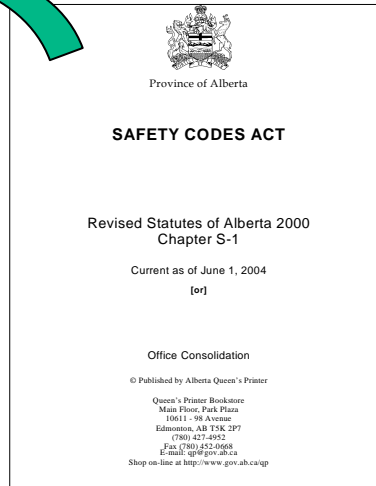 Province of Alberta
SAFETY CODES ACT
Revised Statutes of Alberta 2000
Chapter S-1
Current as of June 1, 2004
[or]
Office Consolidation
© Published by Alberta Queen's Printer
Queen's Printer Bookstore
Main Floor, Park Plaza
10611 - 98 Avenue
Edmonton, AB T5K 2P7
(780) 427-4952
Fax (780) 452-0668
E-mail: qp@gov.ab.ca
Shop on-line at http://www.gov.ab.ca/qp